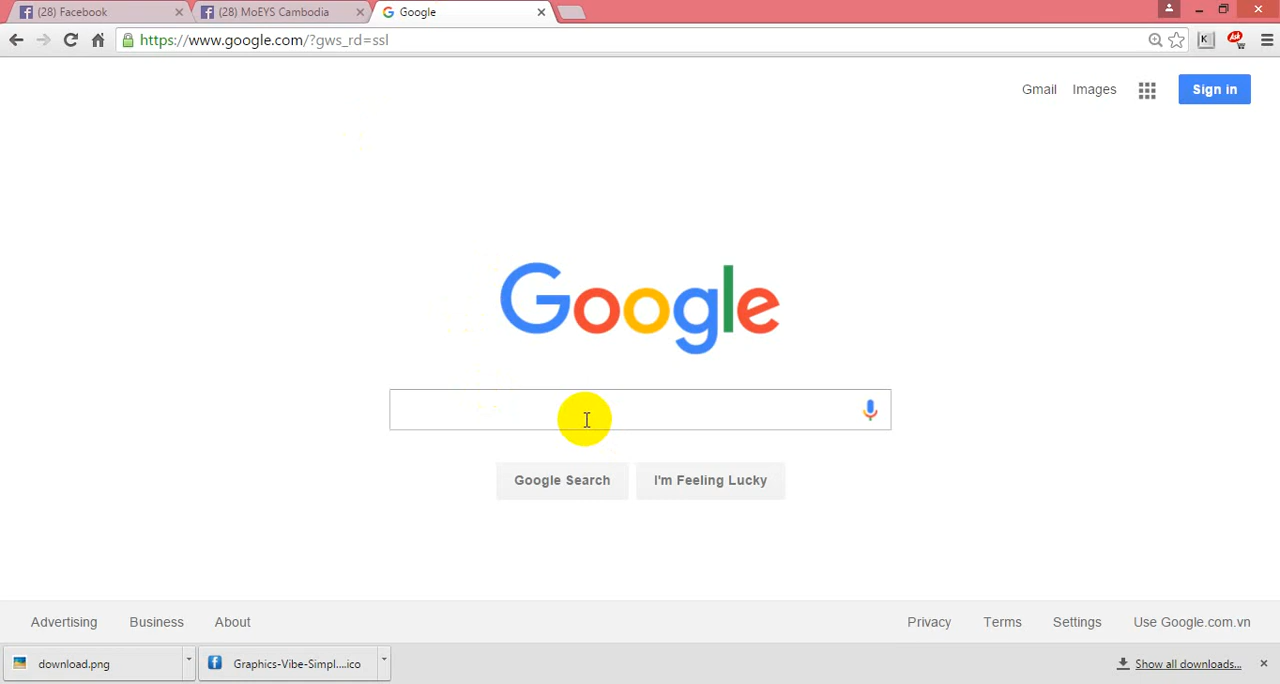 (28) Facebook
(28) MoEYS Cambodia
Google
https://www.google.com/?gws_rd=ssl
K
Ask
Gmail
Images
Sign in
Google
Google Search
I'm Feeling Lucky
Advertising
Business
About
Privacy
Terms
Settings
Use Google.com.vn
download.png
Graphics-Vibe-Simpl....ico
Show all downloads...